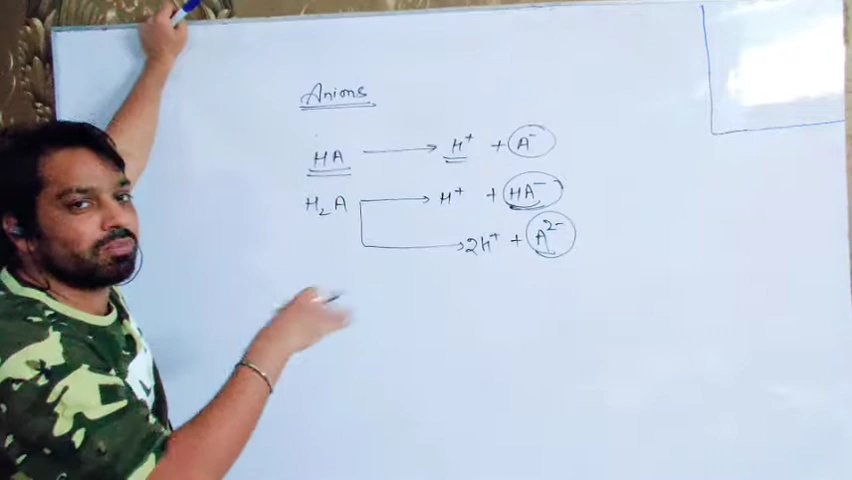 Anions
HA → H⁺ + A⁻
H₂A → H⁺ + HA⁻
→ 2H⁺ + A²⁻